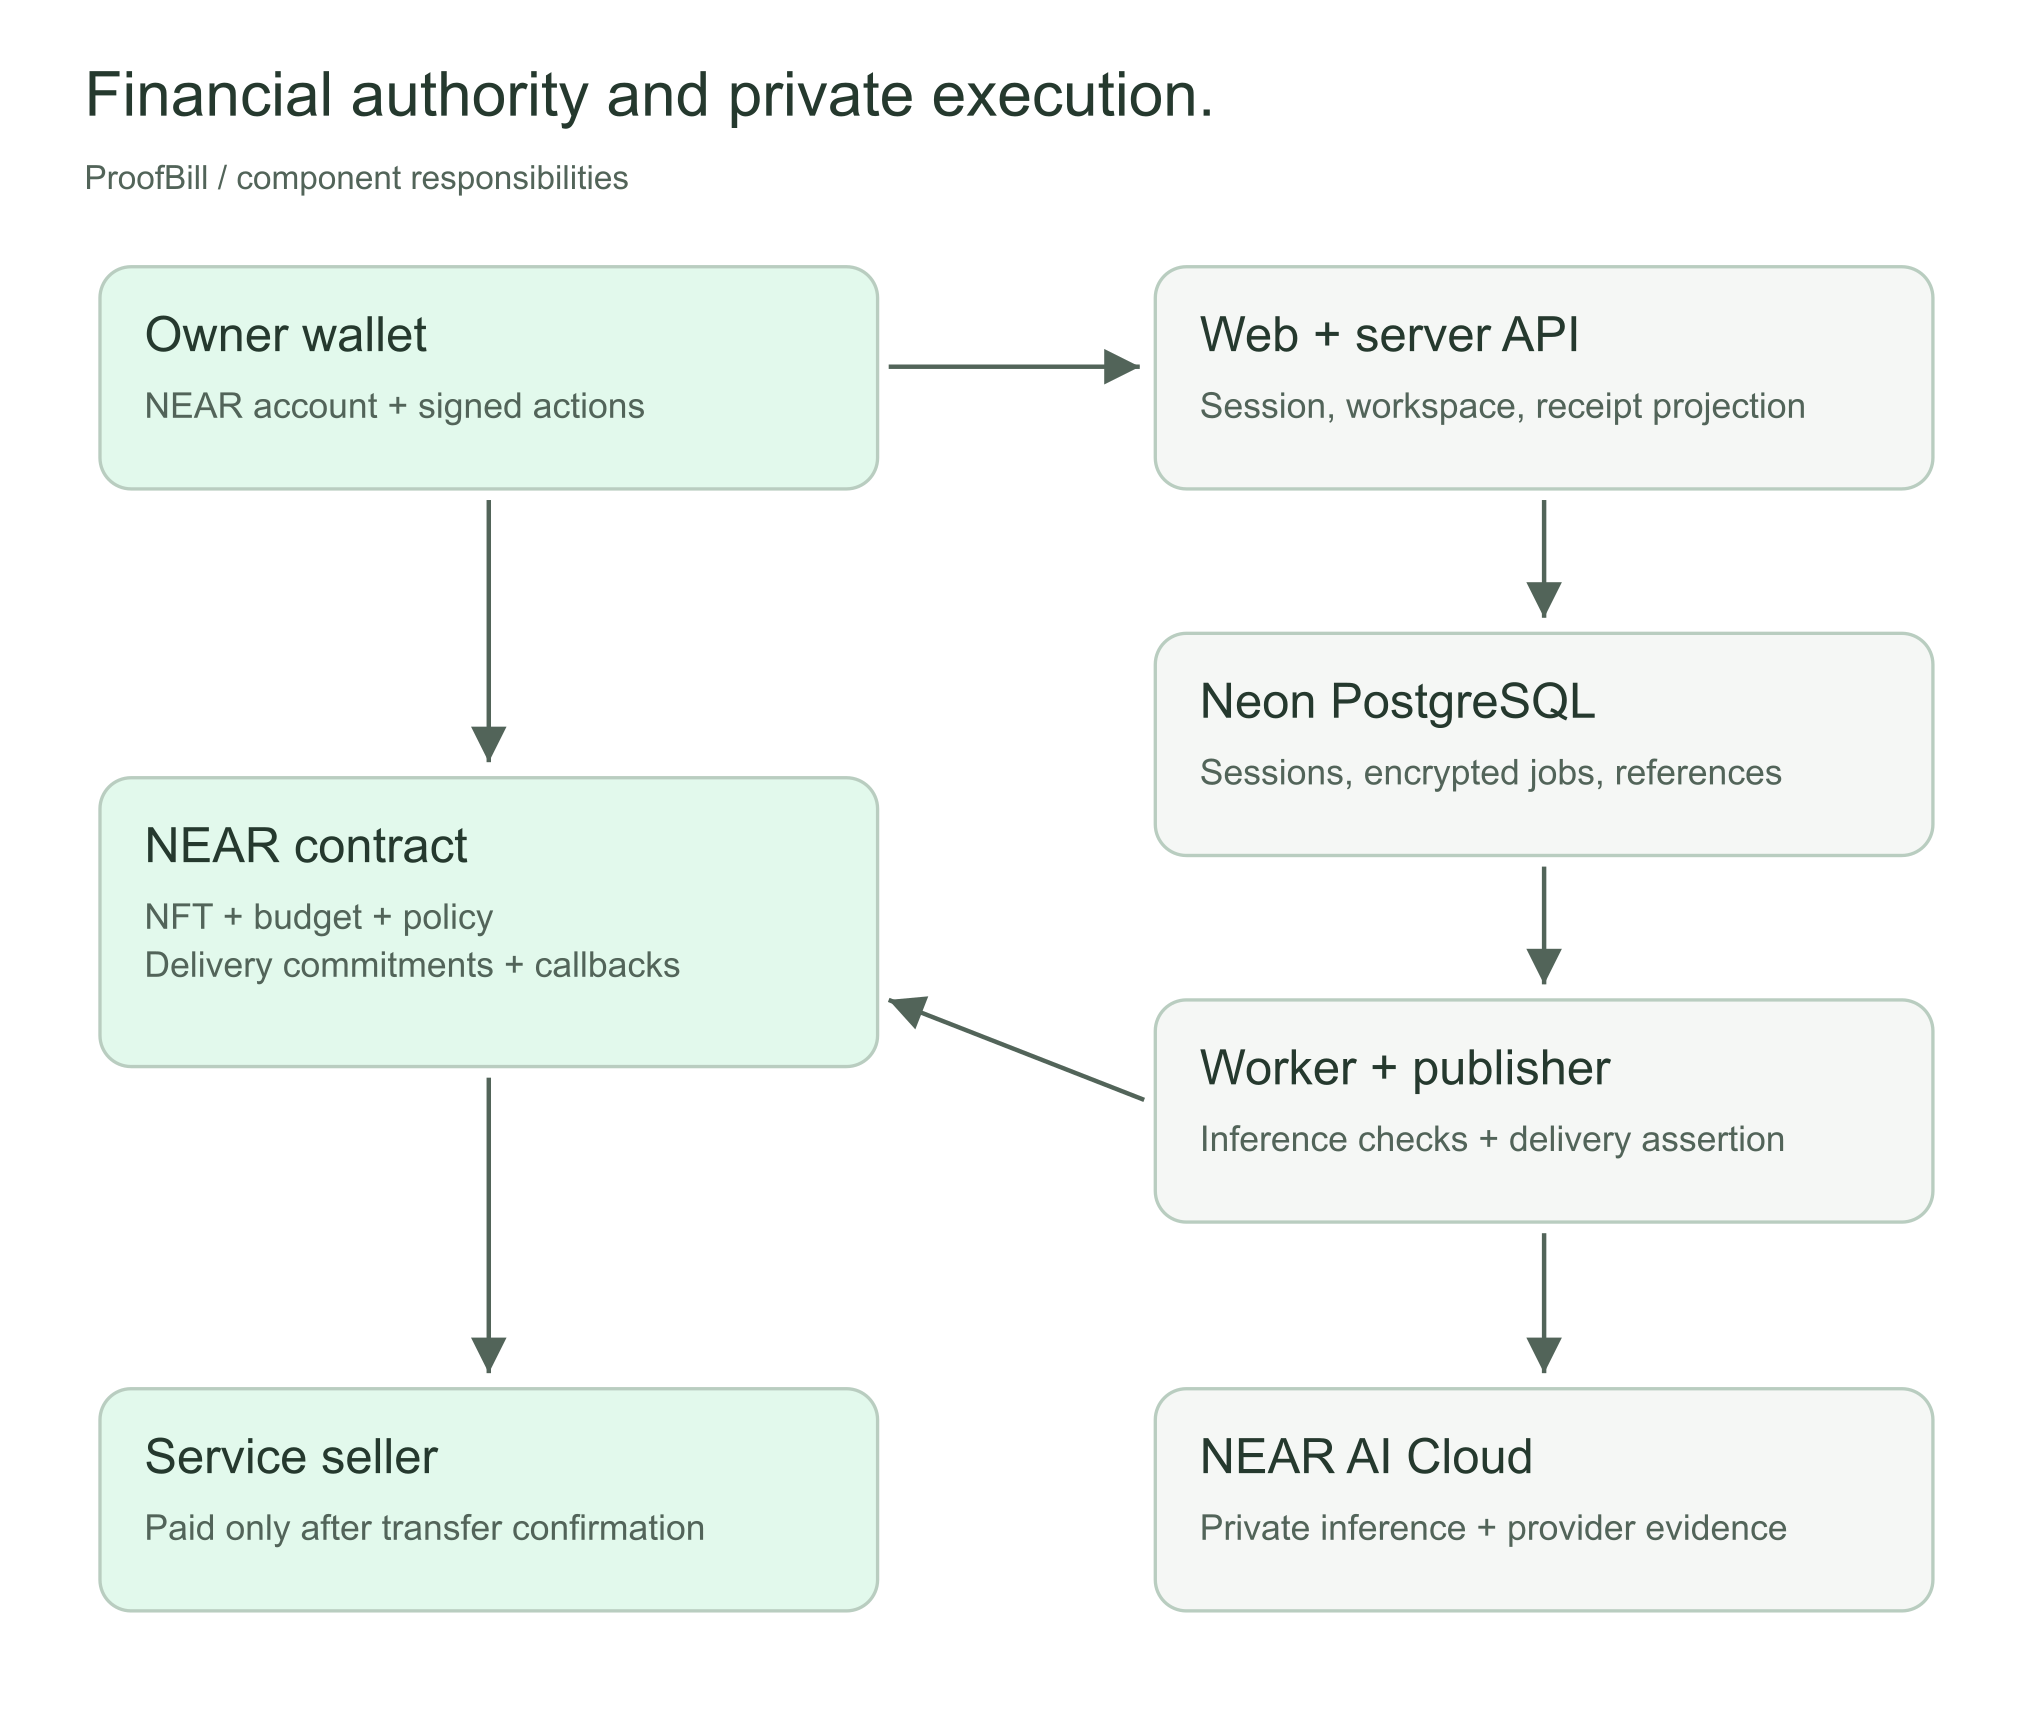 Financial authority and private execution.
ProofBill / component responsibilities
Owner wallet
NEAR account + signed actions
Web + server API
Session, workspace, receipt projection
Neon PostgreSQL
Sessions, encrypted jobs, references
NEAR contract
NFT + budget + policy
Delivery commitments + callbacks
Worker + publisher
Inference checks + delivery assertion
Service seller
Paid only after transfer confirmation
NEAR AI Cloud
Private inference + provider evidence